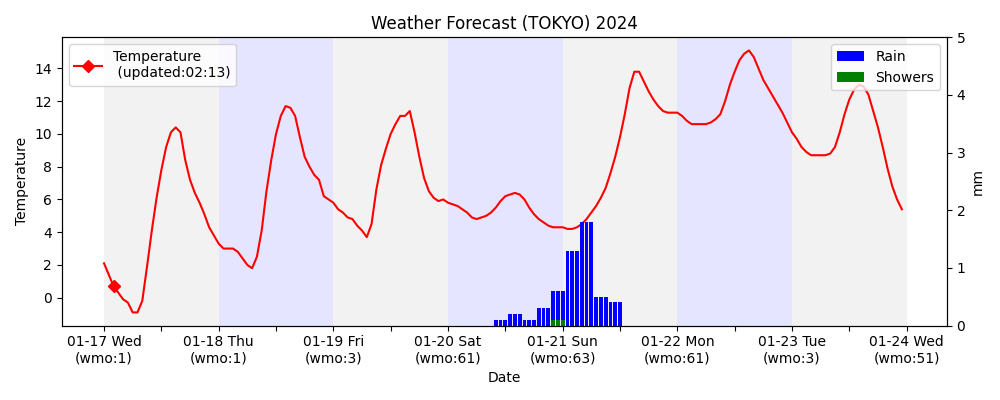 Weather Forecast (TOKYO) 2024
Temperature
(updated:02:13)
Rain
Showers
Temperature
14
12
10
8
6
4
2
0
5
4
3
2
1
0
mm
01-17 Wed
(wmo:1)
01-18 Thu
(wmo:1)
01-19 Fri
(wmo:3)
01-20 Sat
(wmo:61)
01-21 Sun
(wmo:63)
01-22 Mon
(wmo:61)
01-23 Tue
(wmo:3)
01-24 Wed
(wmo:51)
Date